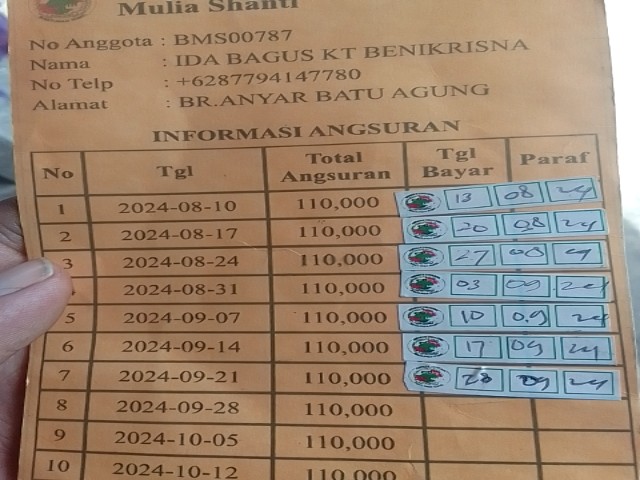 Mulia Shanti
No Anggota : BMS00787
Nama : IDA BAGUS KT BENIKRISNA
No Telp : +6287794147780
Alamat : BR.ANYAR BATU AGUNG
INFORMASI ANGSURAN
No Tgl Total Angsuran Tgl Bayar Paraf
1 2024-08-10 110,000 13 08 24
2 2024-08-17 110,000 20 08 24
3 2024-08-24 110,000 27 08
2024-08-31 110,000 03 09 24
5 2024-09-07 110,000 10 09 24
6 2024-09-14 110,000 17 09 24
7 2024-09-21 110,000 28 09 24
8 2024-09-28 110,000
9 2024-10-05 110,000
10 2024-10-12 110,000